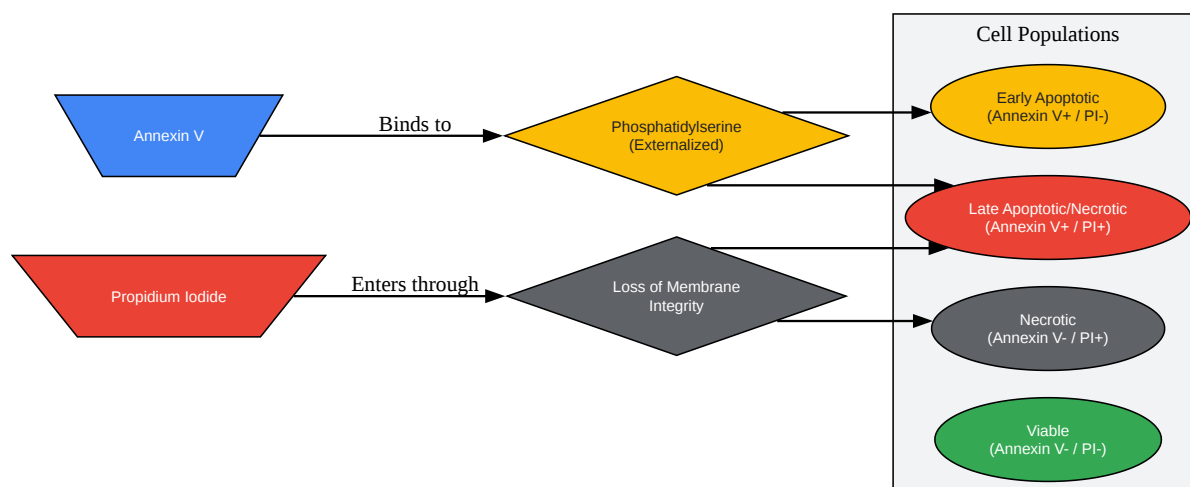 Cell Populations
Annexin V
Binds to
Phosphatidylserine
(Externalized)
Early Apoptotic
(Annexin V+ / PI-)
Late Apoptotic/Necrotic
(Annexin V+ / PI+)
Propidium Iodide
Enters through
Loss of Membrane
Integrity
Necrotic
(Annexin V- / PI+)
Viable
(Annexin V- / PI-)